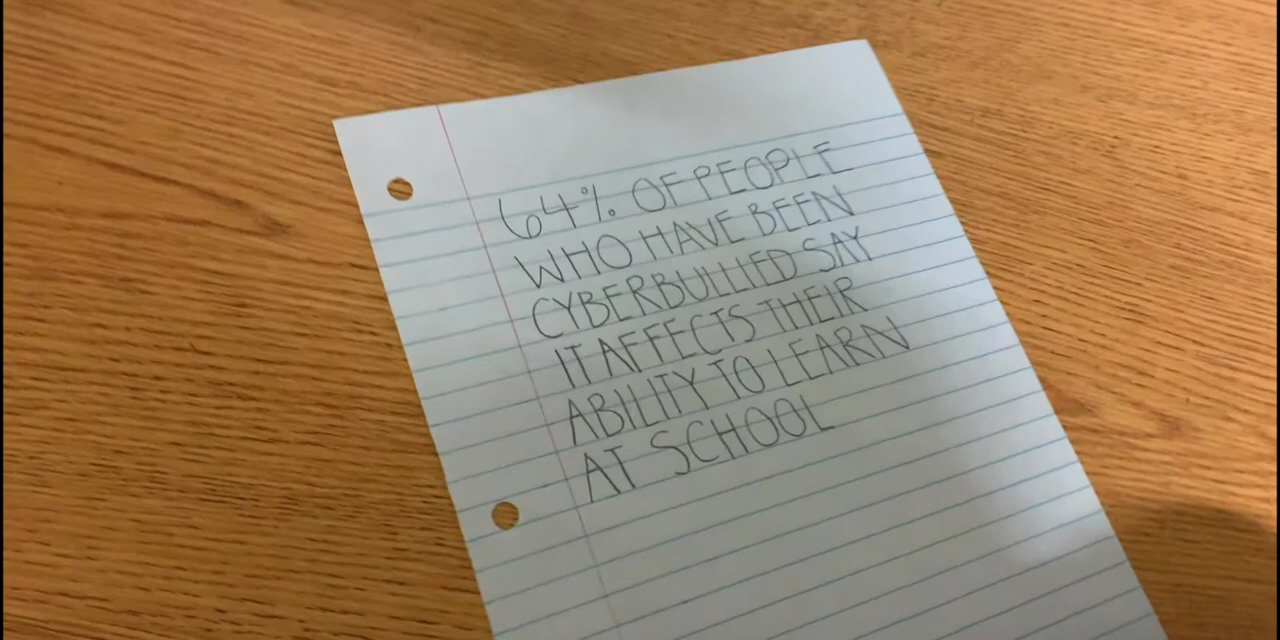 64% OF PEOPLE
WHO HAVE BEEN
CYBERBULLIED SAY
IT AFFECTS THEIR
ABILITY TO LEARN
AT SCHOOL